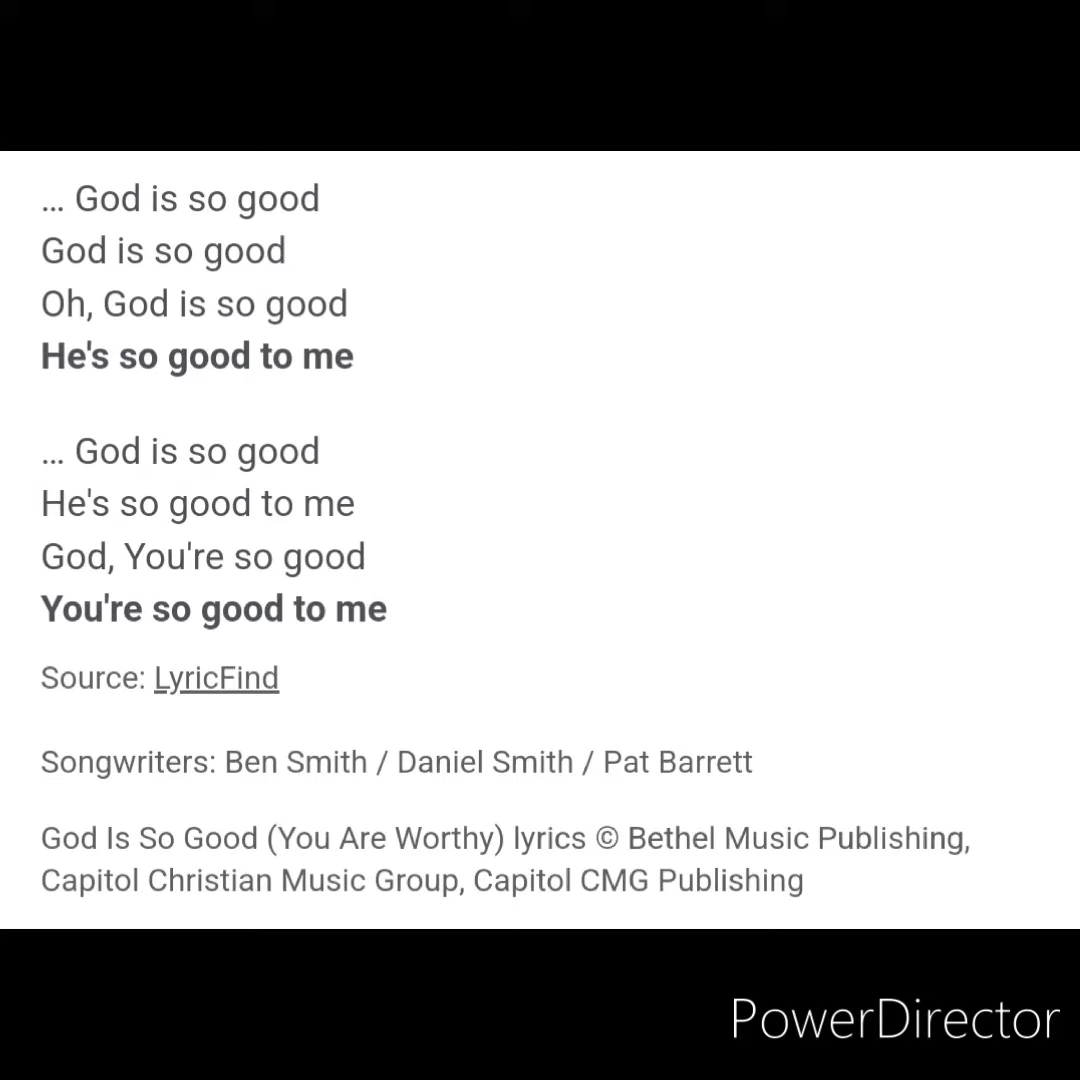 ... God is so good
God is so good
Oh, God is so good
He's so good to me
... God is so good
He's so good to me
God, You're so good
You're so good to me
Source: LyricFind
Songwriters: Ben Smith / Daniel Smith / Pat Barrett
God Is So Good (You Are Worthy) lyrics © Bethel Music Publishing,
Capitol Christian Music Group, Capitol CMG Publishing
PowerDirector